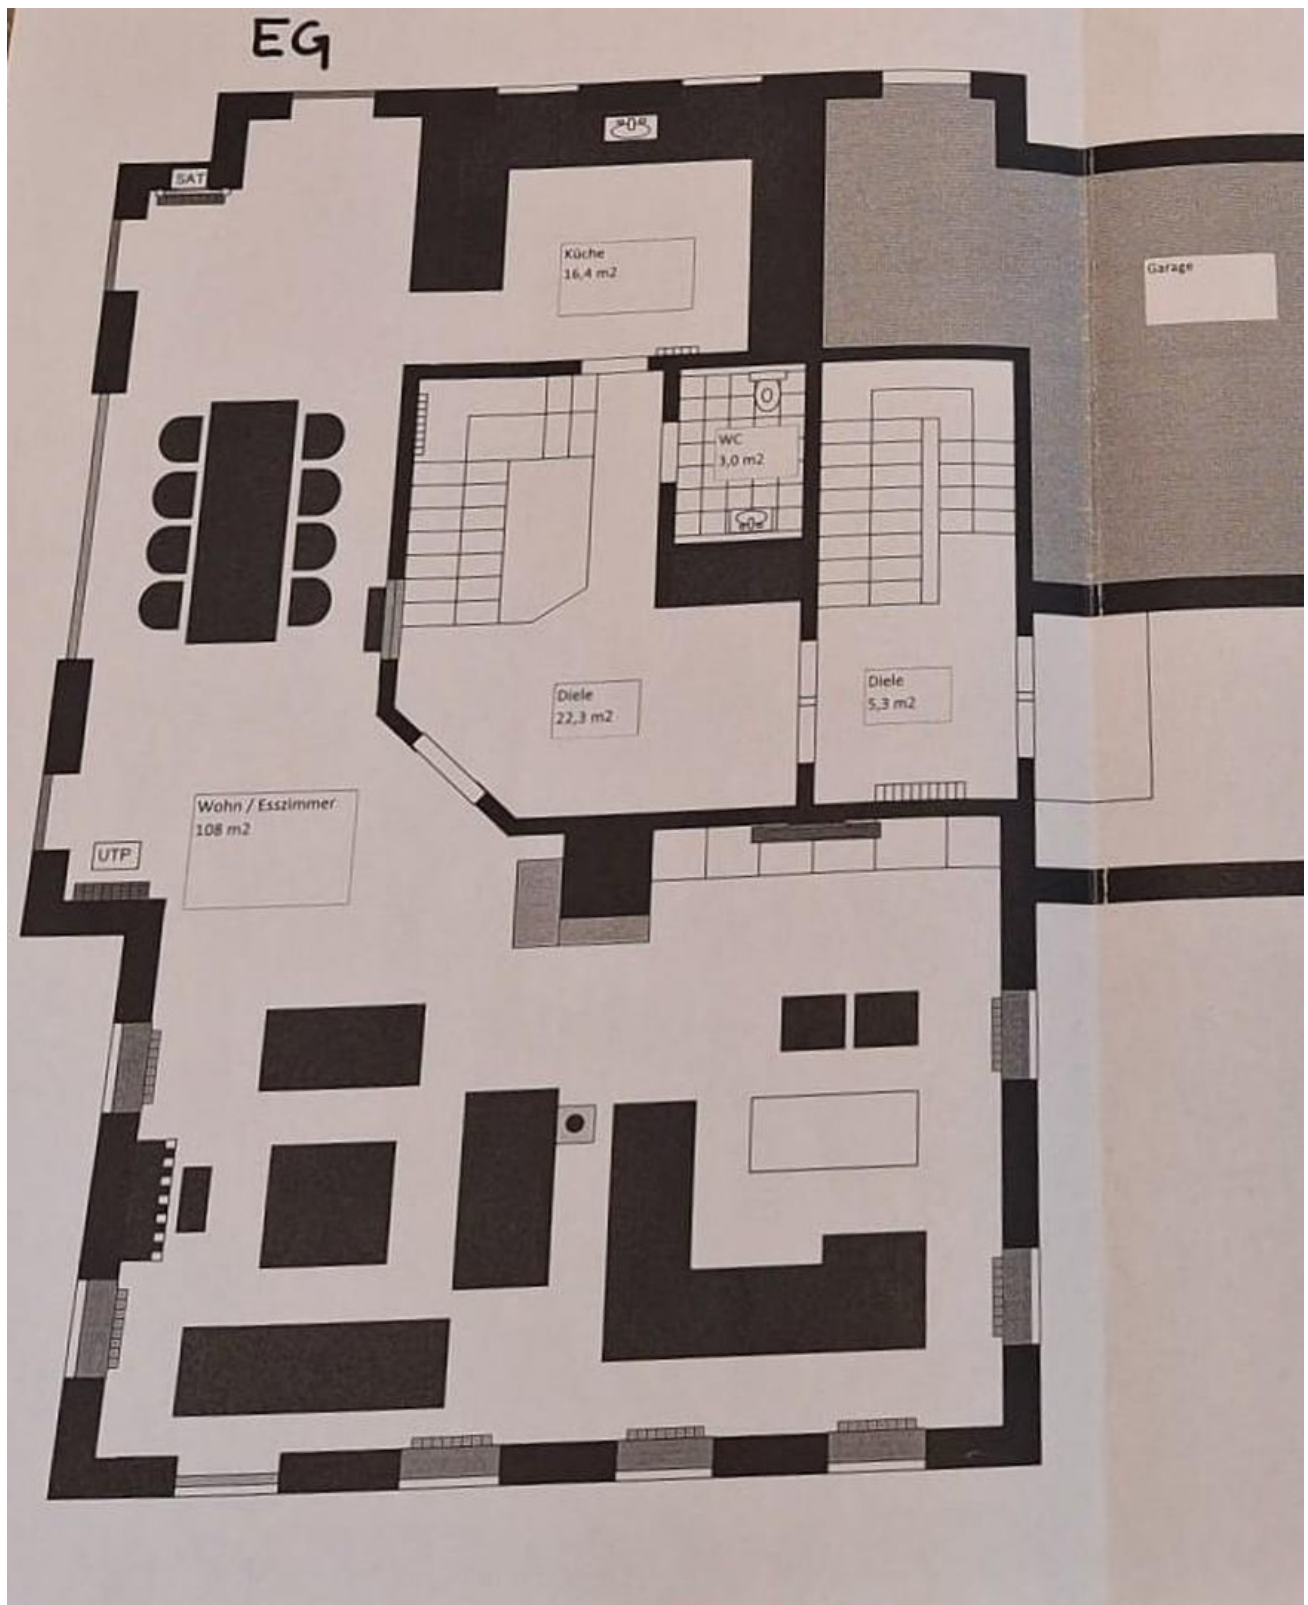 EG
SAT
Küche
16,4 m2
Garage
WC
3,0 m2
Diele
22,3 m2
Diele
5,3 m2
Wohn / Esszimmer
108 m2
UTP